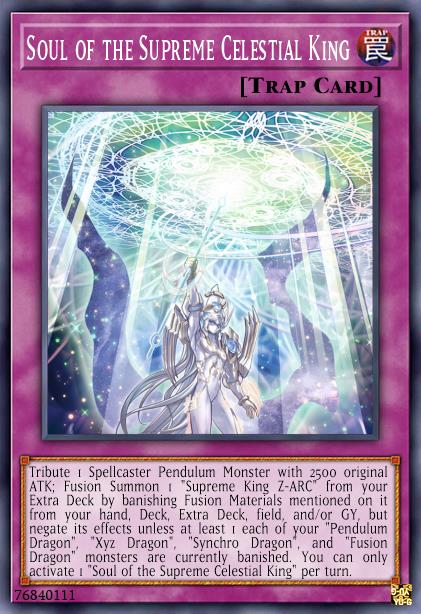 Soul of the Supreme Celestial King
TRAP
罠
[Trap Card]
Tribute 1 Spellcaster Pendulum Monster with 2500 original
ATK; Fusion Summon 1 "Supreme King Z-ARC" from your
Extra Deck by banishing Fusion Materials mentioned on it
from your hand, Deck, Extra Deck, field, and/or GY, but
negate its effects unless at least 1 each of your "Pendulum
Dragon", "Xyz Dragon", "Synchro Dragon", and "Fusion
Dragon" monsters are currently banished. You can only
activate 1 "Soul of the Supreme Celestial King" per turn.
76840111